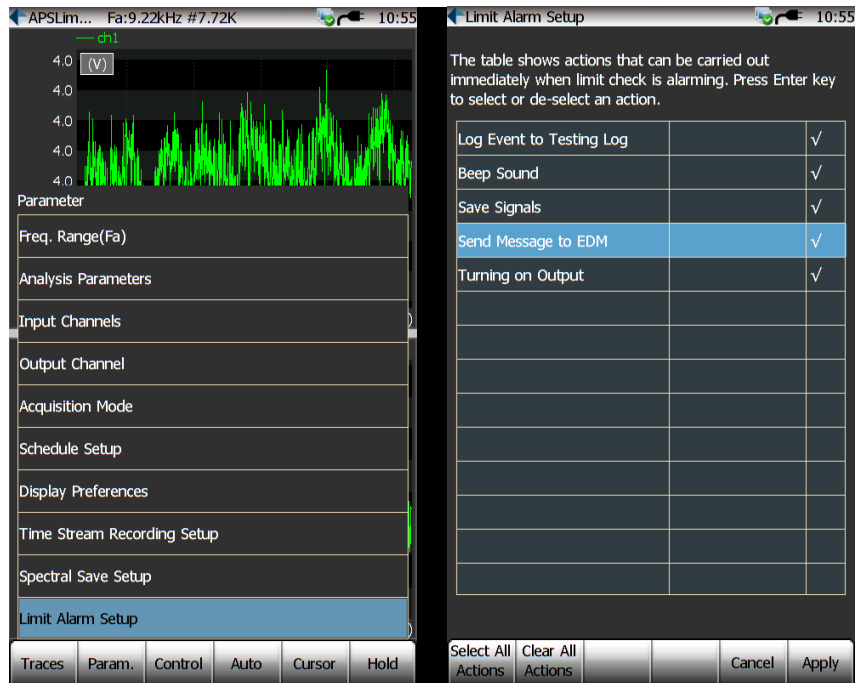 APSLim... Fa:9.22kHz #7.72K 10:55
ch1
4.0 (V)
4.0
4.0
4.0
4.0
Parameter
Freq. Range(Fa)
Analysis Parameters
Input Channels
Output Channel
Acquisition Mode
Schedule Setup
Display Preferences
Time Stream Recording Setup
Spectral Save Setup
Limit Alarm Setup
Traces Param. Control Auto Cursor Hold
Limit Alarm Setup 10:55
The table shows actions that can be carried out
immediately when limit check is alarming. Press Enter key
to select or de-select an action.
Log Event to Testing Log √
Beep Sound √
Save Signals √
Send Message to EDM √
Turning on Output √
Select All Actions Clear All Actions Cancel Apply